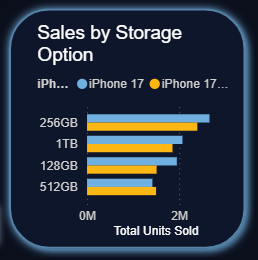 Sales by Storage
Option
iPh... iPhone 17 iPhone 17...
256GB
1TB
128GB
512GB
0M 2M
Total Units Sold